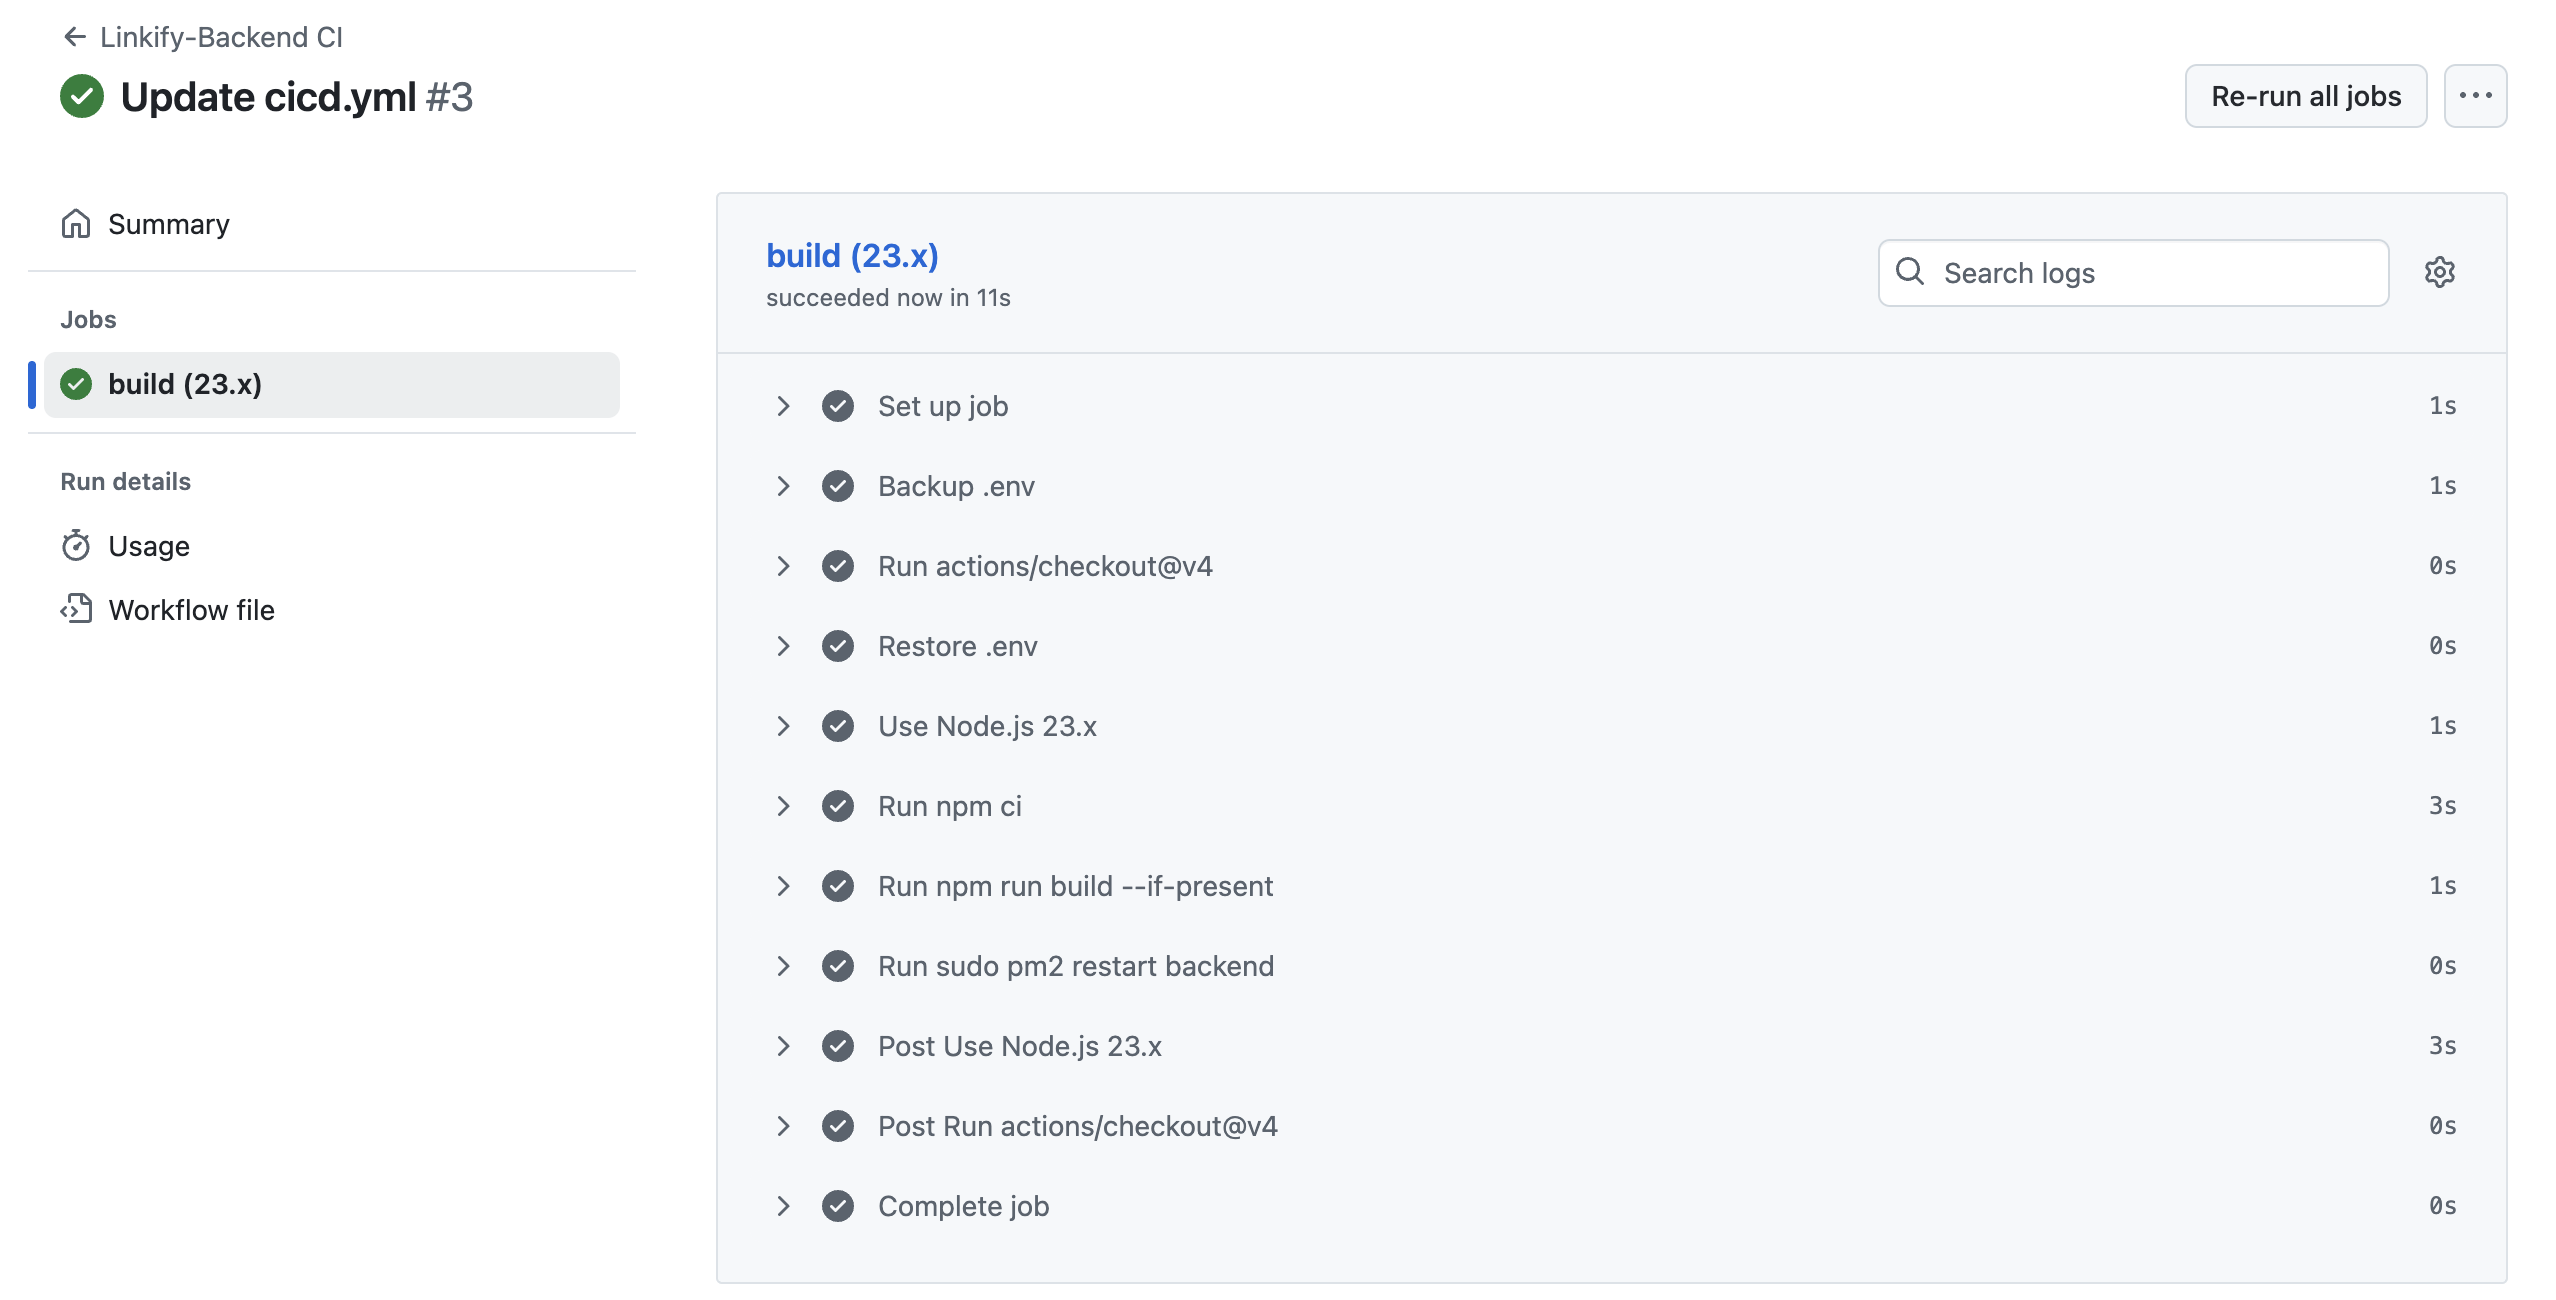 Linkify-Backend CI
Update cicd.yml #3
Re-run all jobs
Summary
Jobs
build (23.x)
Run details
Usage
Workflow file
build (23.x)
succeeded now in 11s
Search logs
Set up job 1s
Backup .env 1s
Run actions/checkout@v4 0s
Restore .env 0s
Use Node.js 23.x 1s
Run npm ci 3s
Run npm run build --if-present 1s
Run sudo pm2 restart backend 0s
Post Use Node.js 23.x 3s
Post Run actions/checkout@v4 0s
Complete job 0s